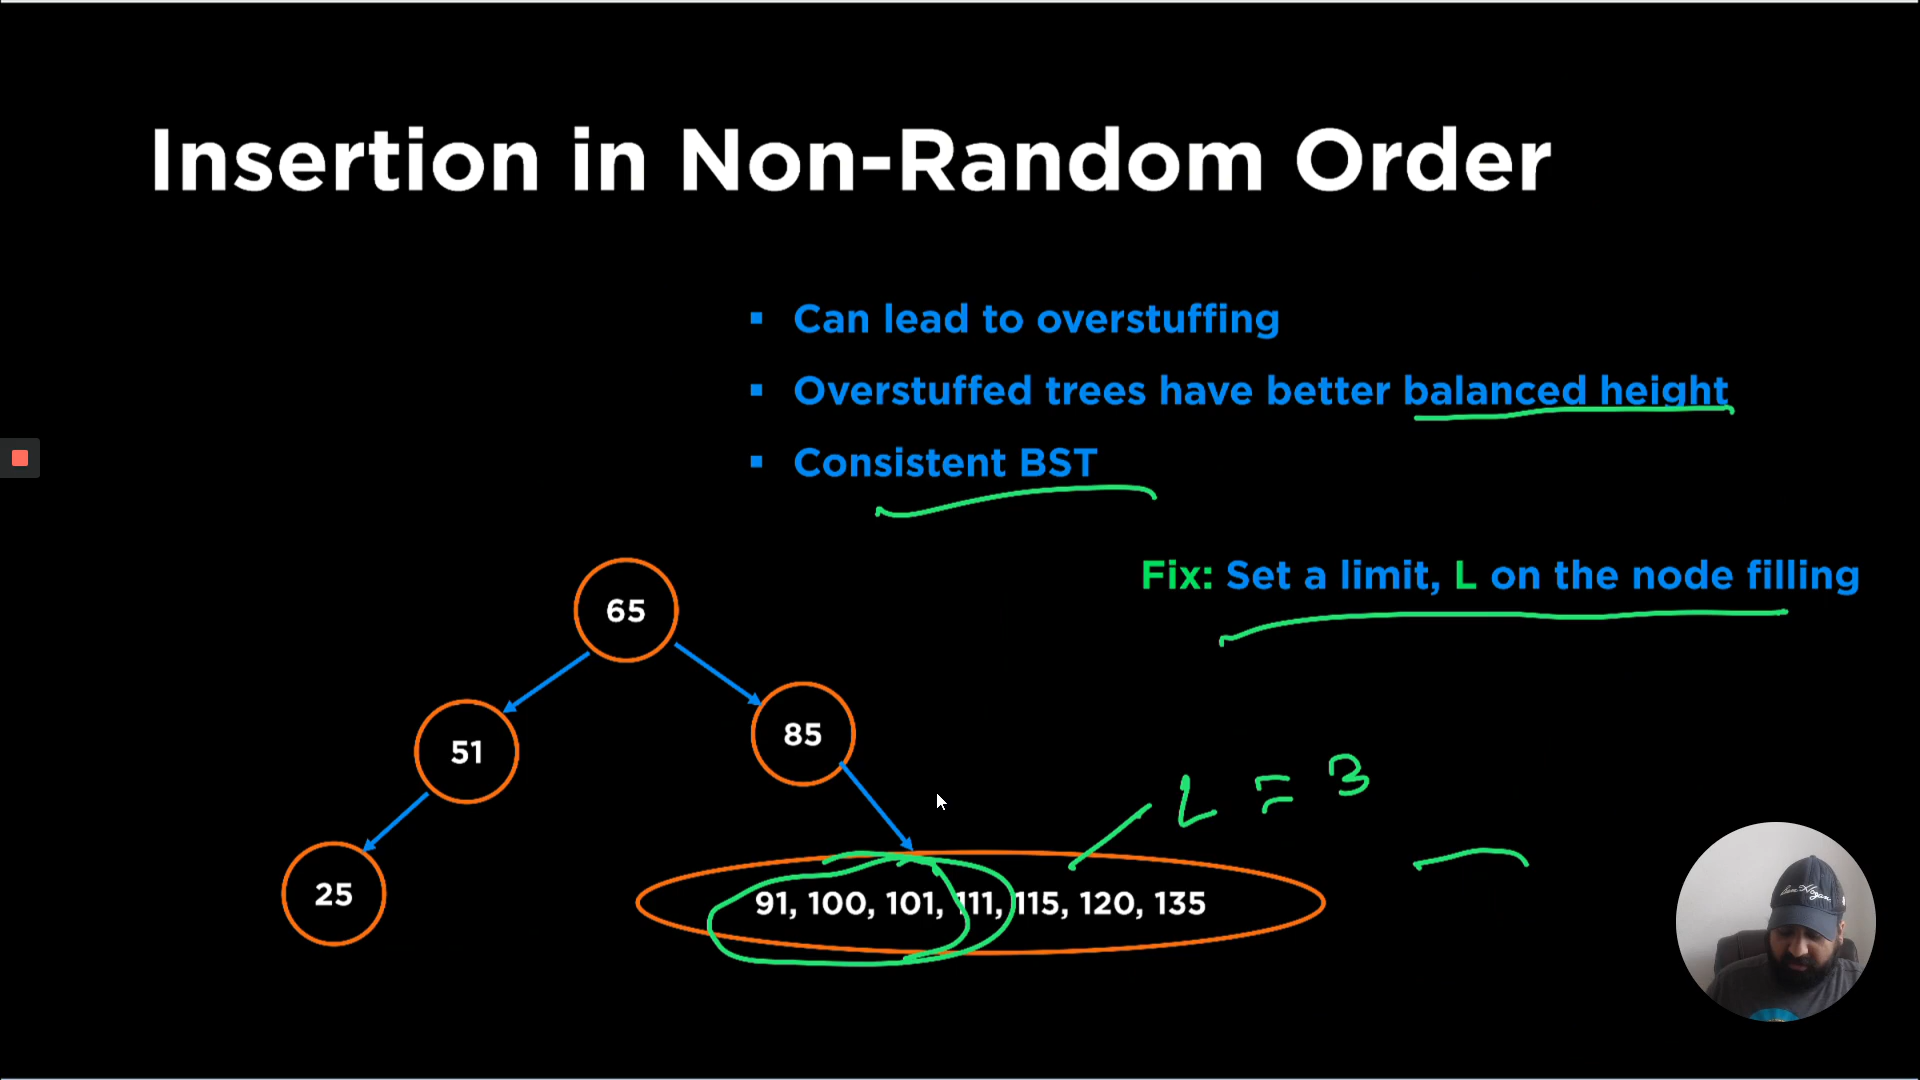 Insertion in Non-Random Order
▪ Can lead to overstuffing
▪ Overstuffed trees have better balanced height
▪ Consistent BST
Fix: Set a limit, L on the node filling
65
51
85
L = 3
25
91, 100, 101, 111, 115, 120, 135